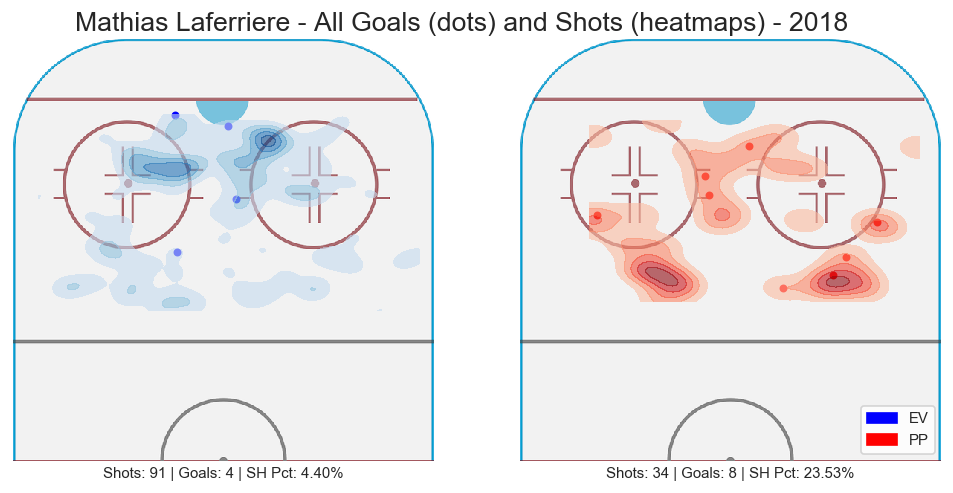 Mathias Laferriere - All Goals (dots) and Shots (heatmaps) - 2018
EV
PP
Shots: 91 | Goals: 4 | SH Pct: 4.40%
Shots: 34 | Goals: 8 | SH Pct: 23.53%